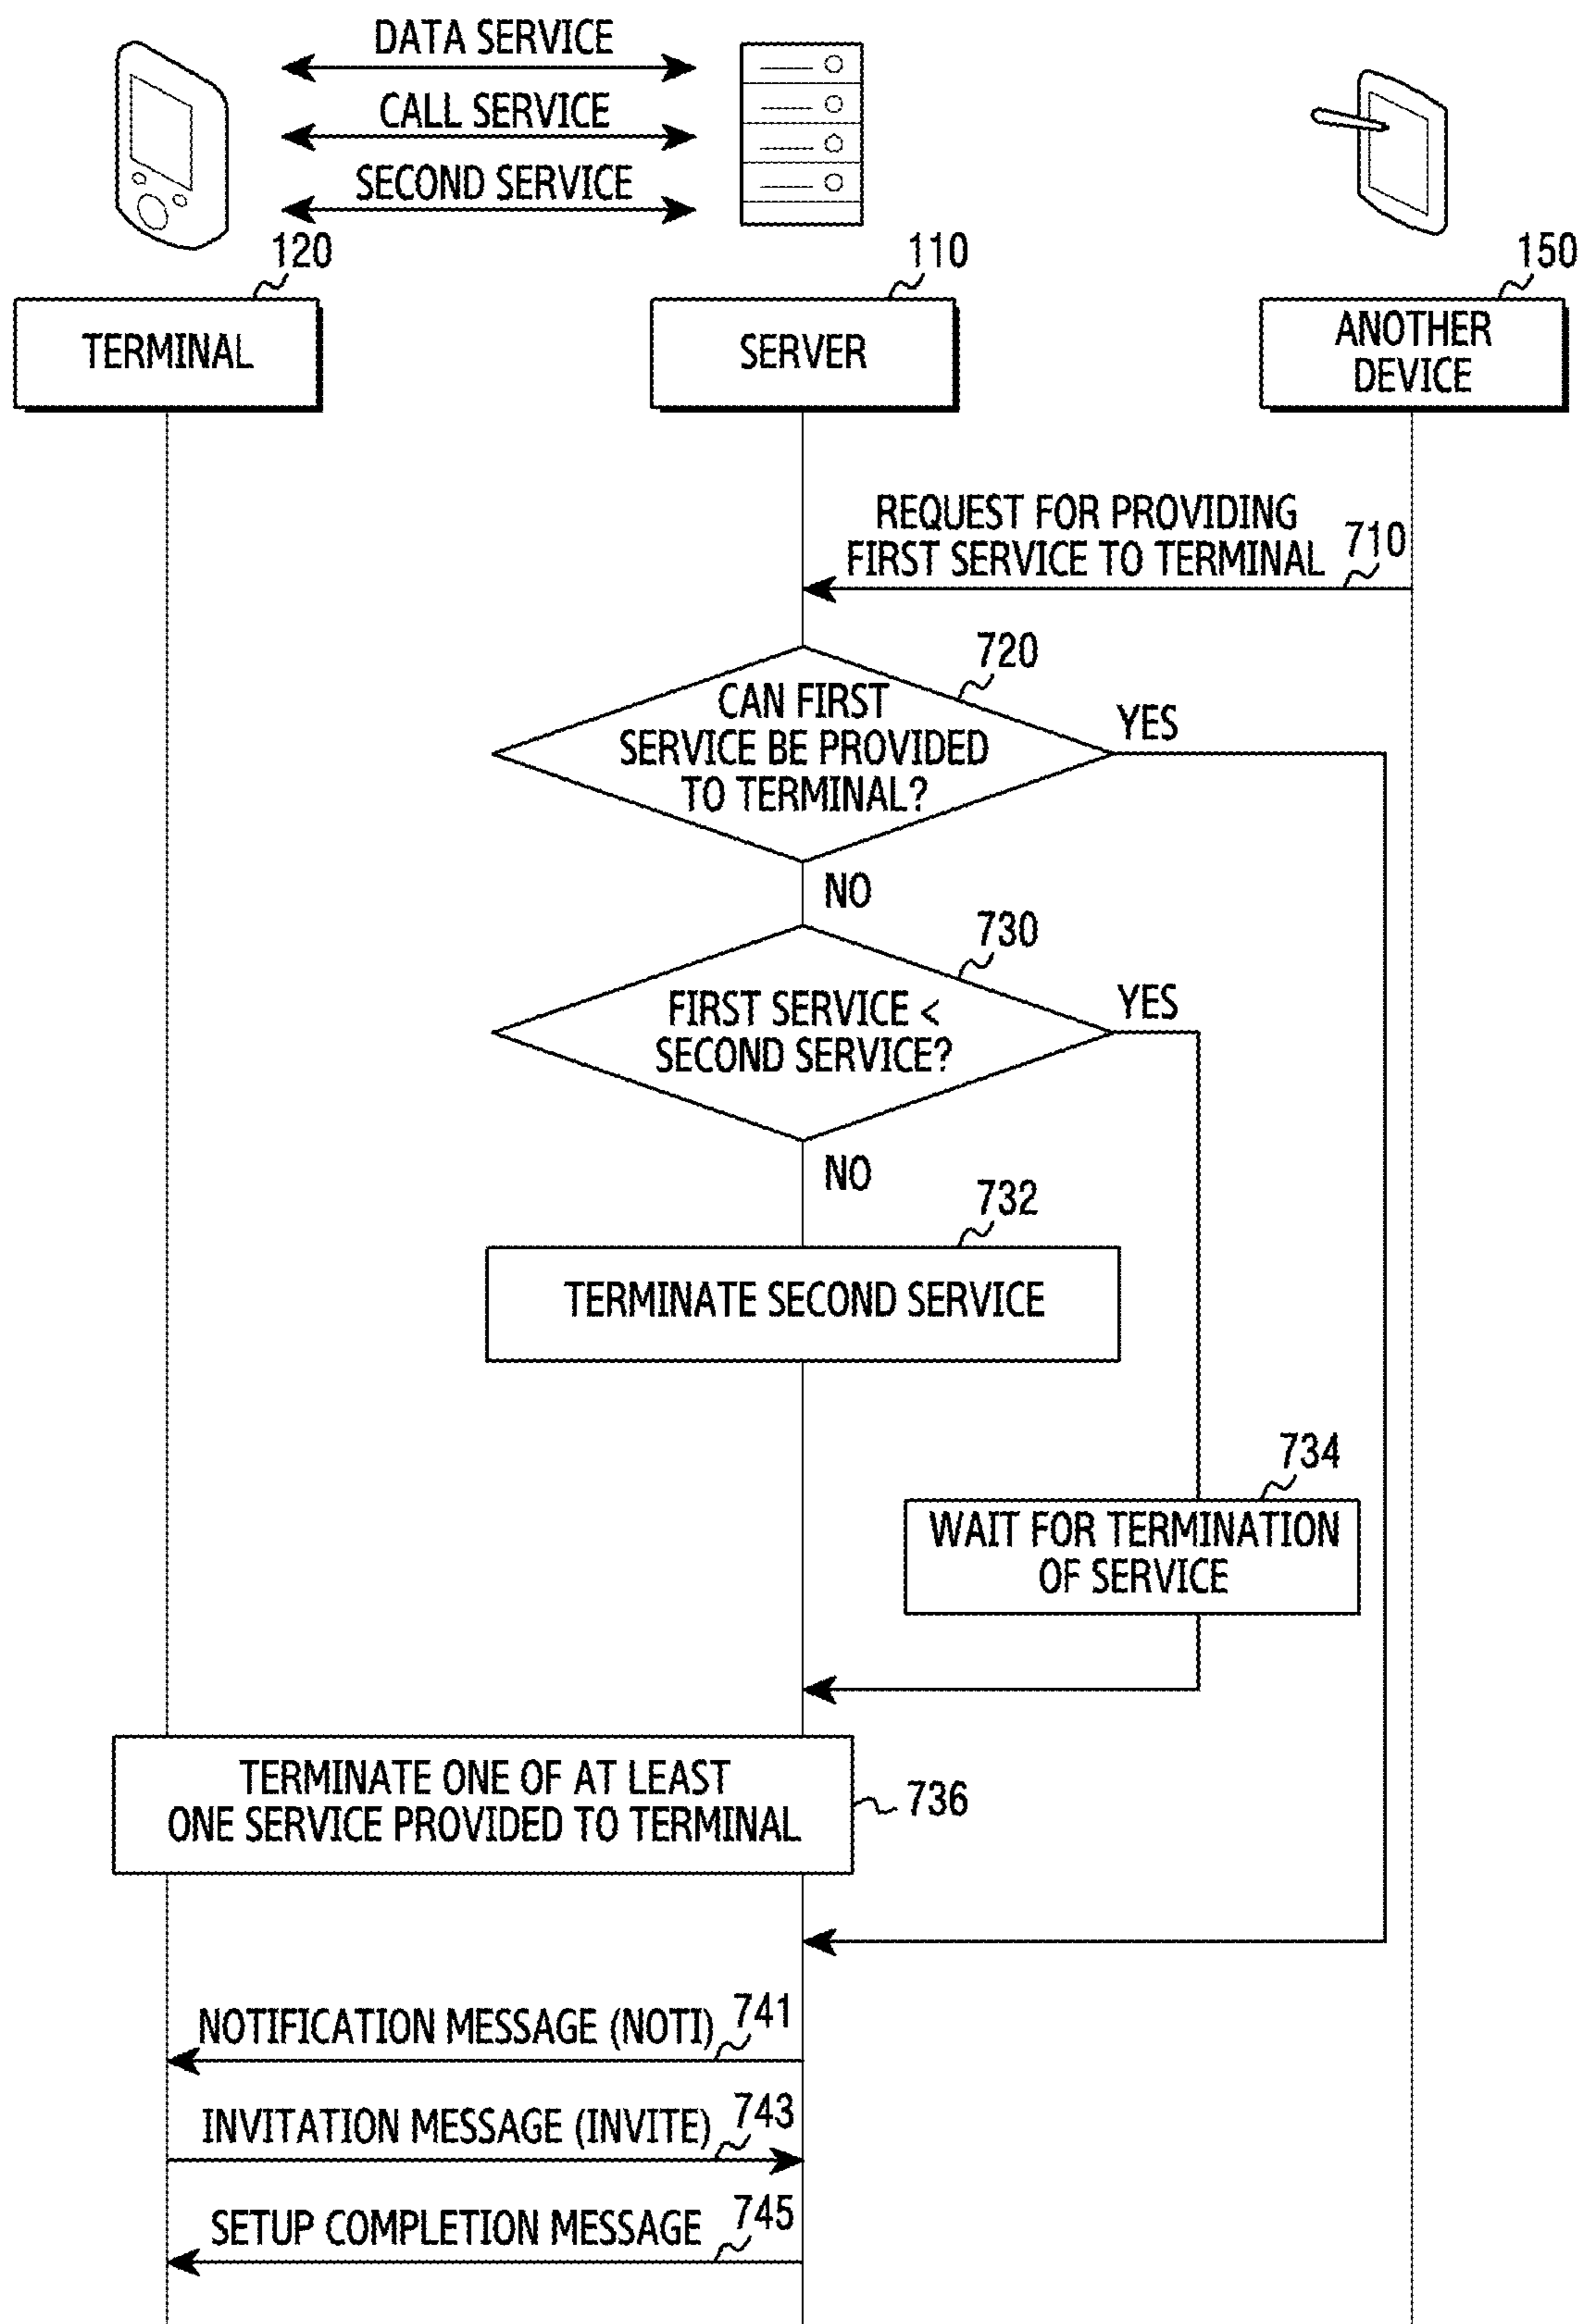 DATA SERVICE
CALL SERVICE
SECOND SERVICE
120
110
150
TERMINAL
SERVER
ANOTHER
DEVICE
REQUEST FOR PROVIDING
FIRST SERVICE TO TERMINAL
710
720
CAN FIRST
SERVICE BE PROVIDED
TO TERMINAL?
YES
NO
730
FIRST SERVICE <
SECOND SERVICE?
YES
NO
732
TERMINATE SECOND SERVICE
734
WAIT FOR TERMINATION
OF SERVICE
TERMINATE ONE OF AT LEAST
ONE SERVICE PROVIDED TO TERMINAL
736
NOTIFICATION MESSAGE (NOTI) 741
INVITATION MESSAGE (INVITE) 743
SETUP COMPLETION MESSAGE 745